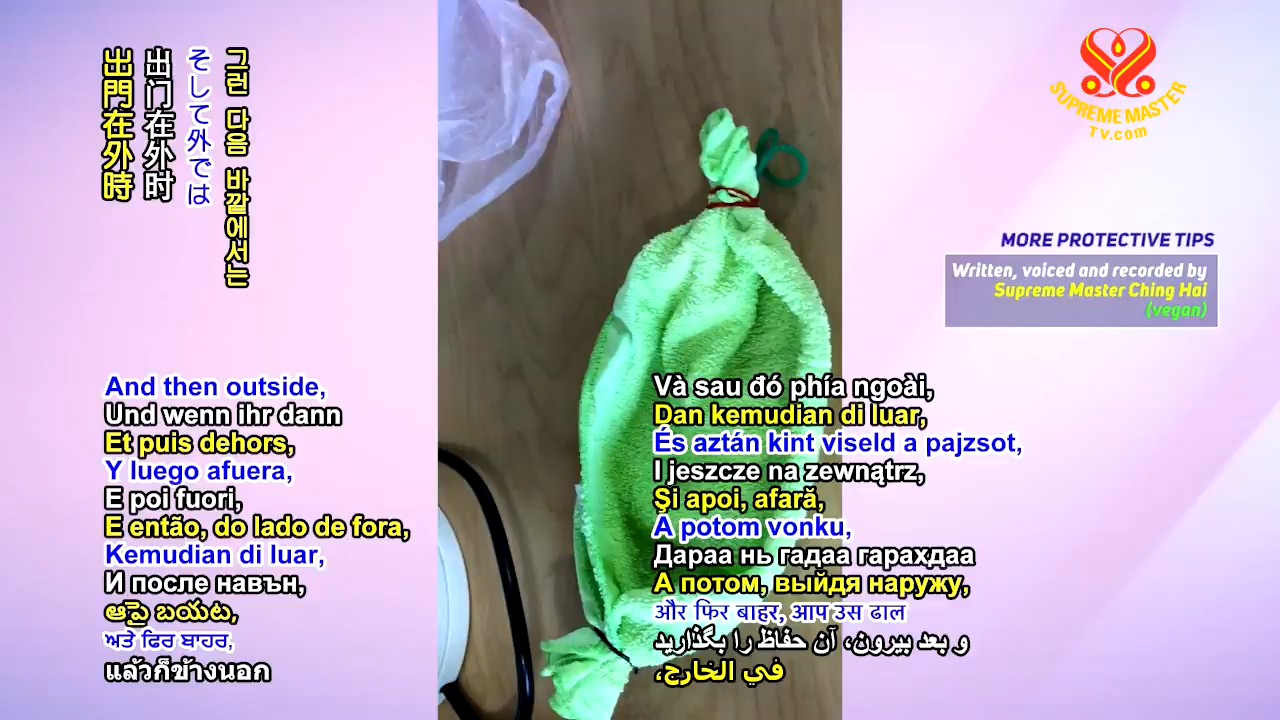 그런 다음 바깥에서는
そして外では
出门在外时
出門在外時
SUPREME MASTER
TV.com
MORE PROTECTIVE TIPS
Written, voiced and recorded by
Supreme Master Ching Hai
(vegan)
And then outside,
Und wenn ihr dann
Et puis dehors,
Y luego afuera,
E poi fuori,
E então, do lado de fora,
Kemudian di luar,
И после навън,
ఆపై బయట,
ਅਤੇ ਫਿਰ ਬਾਹਰ,
แล้วก็ข้างนอก
Và sau đó phía ngoài,
Dan kemudian di luar,
És aztán kint viseld a pajzsot,
I jeszcze na zewnątrz,
Şi apoi, afară,
A potom vonku,
Дараа нь гадаа гарахдаа
А потом, выйдя наружу,
और फिर बाहर, आप उस ढाल
و بعد بیرون، آن حفاظ را بگذارید
في الخارج،